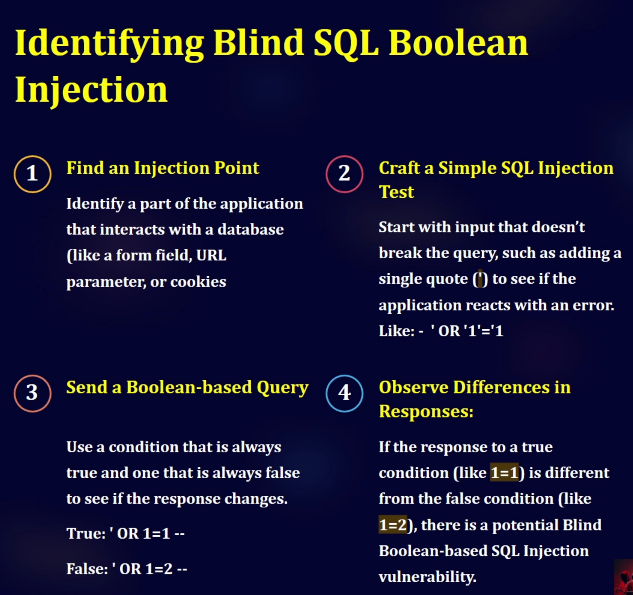 Identifying Blind SQL Boolean
Injection
1
Find an Injection Point
Identify a part of the application
that interacts with a database
(like a form field, URL
parameter, or cookies
2
Craft a Simple SQL Injection
Test
Start with input that doesn’t
break the query, such as adding a
single quote (') to see if the
application reacts with an error.
Like: -  ' OR '1'='1
3
Send a Boolean-based Query
Use a condition that is always
true and one that is always false
to see if the response changes.
True: ' OR 1=1 --
False: ' OR 1=2 --
4
Observe Differences in
Responses:
If the response to a true
condition (like 1=1) is different
from the false condition (like
1=2), there is a potential Blind
Boolean-based SQL Injection
vulnerability.